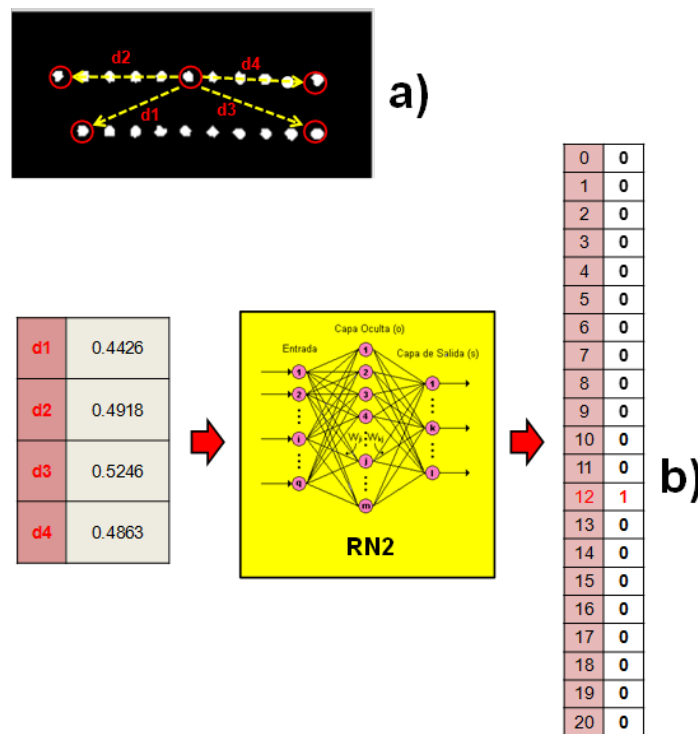 d2
d4
d1
d3
a)
d1 0.4426
d2 0.4918
d3 0.5246
d4 0.4863
Capa Oculta (o)
Entrada
Capa de Salida (s)
1
2
i
q
1
2
3
4
j
m
Wji
Wkj
1
k
l
RN2
0 0
1 0
2 0
3 0
4 0
5 0
6 0
7 0
8 0
9 0
10 0
11 0
12 1
13 0
14 0
15 0
16 0
17 0
18 0
19 0
20 0
b)